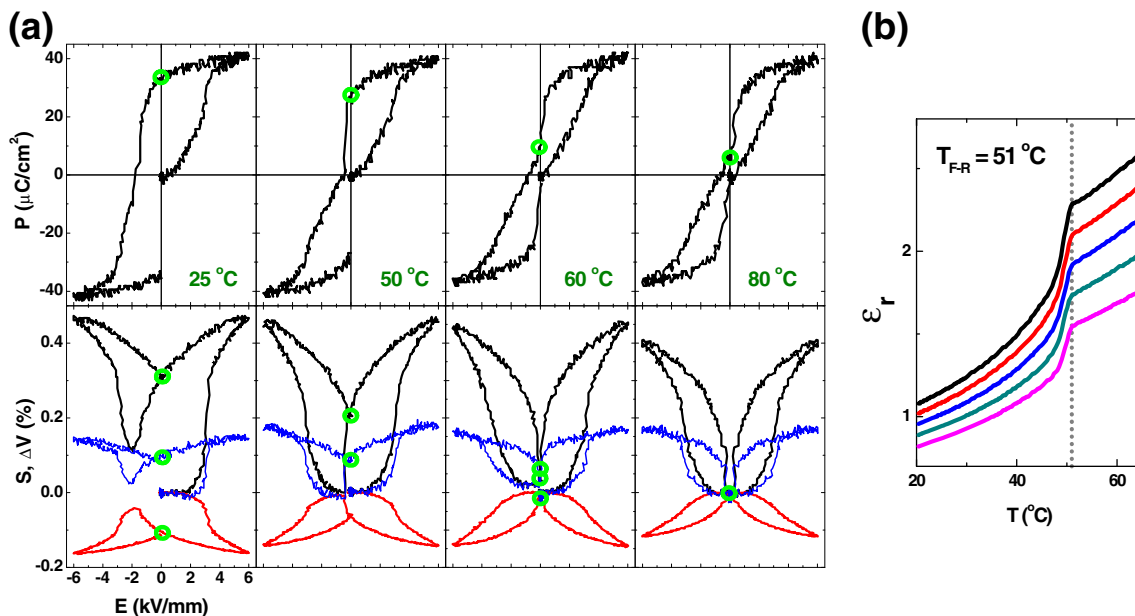 (a)
(b)
40
20
0
-20
-40
P (μC/cm²)
25 °C
50 °C
60 °C
80 °C
0.4
0.2
0.0
-0.2
S, ΔV (%)
-6 -4 -2 0 2 4 6
E (kV/mm)
T_F-R = 51 °C
2
1
ε_r
20 40 60
T (°C)